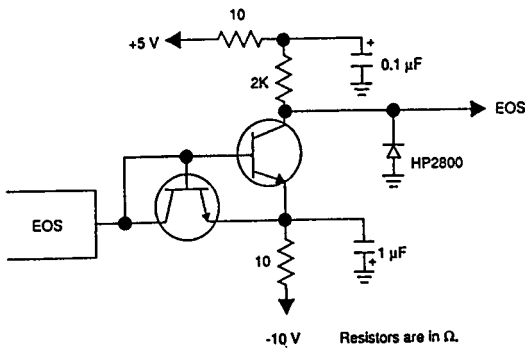 10
+5 V
+
0.1 µF
2K
EOS
HP2800
EOS
10
1 µF
+
-10 V
Resistors are in Ω.